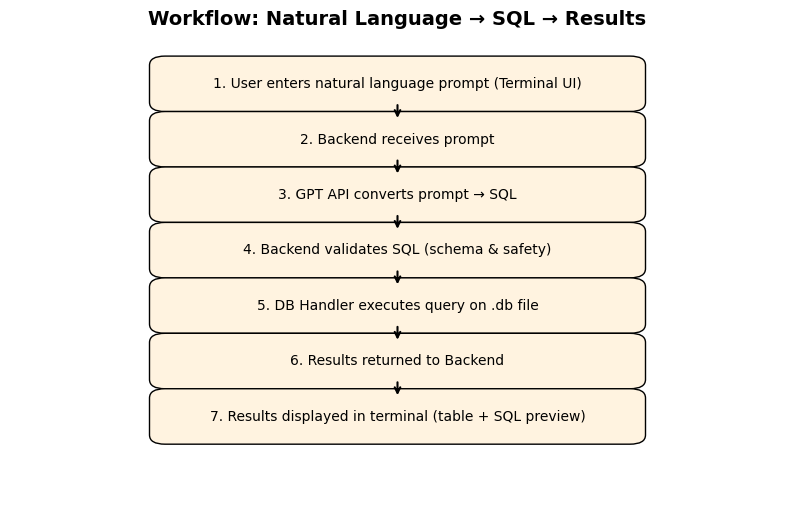 Workflow: Natural Language → SQL → Results
1. User enters natural language prompt (Terminal UI)
2. Backend receives prompt
3. GPT API converts prompt → SQL
4. Backend validates SQL (schema & safety)
5. DB Handler executes query on .db file
6. Results returned to Backend
7. Results displayed in terminal (table + SQL preview)